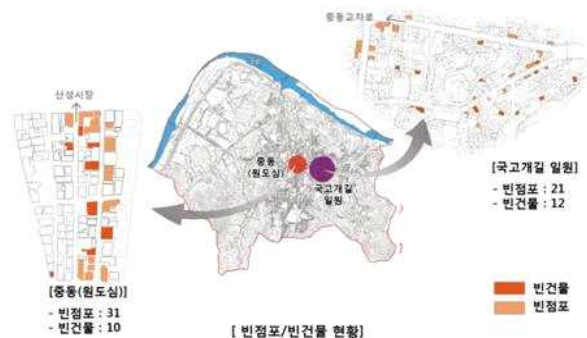 중동교차로
산성시장
중동
(원도심)
국고개길
일원
[국고개길 일원]
- 빈점포 : 21
- 빈건물 : 12
[중동(원도심)]
- 빈점포 : 31
- 빈건물 : 10
빈건물
빈점포
[ 빈점포/빈건물 현황]